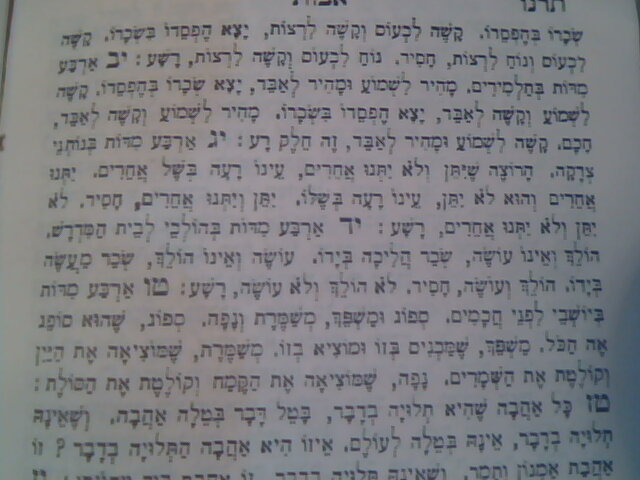 תרנו אבות
שְׂכָרוֹ בְּהֶפְסֵדוֹ. קָשֶׁה לִכְעוֹס וְקָשֶׁה לִרְצוֹת, יָצָא הֶפְסֵדוֹ בִּשְׂכָרוֹ. קָשֶׁה
לִכְעוֹס וְנוֹחַ לִרְצוֹת, חָסִיד. נוֹחַ לִכְעוֹס וְקָשֶׁה לִרְצוֹת, רָשָׁע: יב אַרְבַּע
מִדּוֹת בְּתַלְמִידִים. מָהִיר לִשְׁמוֹעַ וּמָהִיר לְאַבֵּד, יָצָא שְׂכָרוֹ בְּהֶפְסֵדוֹ. קָשֶׁה
לִשְׁמוֹעַ וְקָשֶׁה לְאַבֵּד, יָצָא הֶפְסֵדוֹ בִּשְׂכָרוֹ. מָהִיר לִשְׁמוֹעַ וְקָשֶׁה לְאַבֵּד,
חָכָם. קָשֶׁה לִשְׁמוֹעַ וּמָהִיר לְאַבֵּד, זֶה חֵלֶק רָע: יג אַרְבַּע מִדּוֹת בְּנוֹתְנֵי
צְדָקָה. הָרוֹצֶה שֶׁיִּתֵּן וְלֹא יִתְּנוּ אֲחֵרִים, עֵינוֹ רָעָה בְּשֶׁל אֲחֵרִים. יִתְּנוּ
אֲחֵרִים וְהוּא לֹא יִתֵּן, עֵינוֹ רָעָה בְּשֶׁלּוֹ. יִתֵּן וְיִתְּנוּ אֲחֵרִים, חָסִיד. לֹא
יִתֵּן וְלֹא יִתְּנוּ אֲחֵרִים, רָשָׁע: יד אַרְבַּע מִדּוֹת בְּהוֹלְכֵי לְבֵית הַמִּדְרָשׁ.
הוֹלֵךְ וְאֵינוֹ עוֹשֶׂה, שְׂכַר הֲלִיכָה בְּיָדוֹ. עוֹשֶׂה וְאֵינוֹ הוֹלֵךְ, שְׂכַר מַעֲשֶׂה
בְּיָדוֹ. הוֹלֵךְ וְעוֹשֶׂה, חָסִיד. לֹא הוֹלֵךְ וְלֹא עוֹשֶׂה, רָשָׁע: טו אַרְבַּע מִדּוֹת
בְּיוֹשְׁבֵי לִפְנֵי חֲכָמִים. סְפוֹג וּמַשְׁפֵּךְ, מְשַׁמֶּרֶת וְנָפָה. סְפוֹג, שֶׁהוּא סוֹפֵג
אֶת הַכֹּל. מַשְׁפֵּךְ, שֶׁמַּכְנִיס בְּזוֹ וּמוֹצִיא בְזוֹ. מְשַׁמֶּרֶת, שֶׁמּוֹצִיאָה אֶת הַיַּיִן
וְקוֹלֶטֶת אֶת הַשְּׁמָרִים. נָפָה, שֶׁמּוֹצִיאָה אֶת הַקֶּמַח וְקוֹלֶטֶת אֶת הַסֹּלֶת:
טז כָּל אַהֲבָה שֶׁהִיא תְלוּיָה בְדָבָר, בָּטֵל דָּבָר בְּטֵלָה אַהֲבָה. וְשֶׁאֵינָהּ
תְּלוּיָה בְדָבָר, אֵינָהּ בְּטֵלָה לְעוֹלָם. אֵיזוֹ הִיא אַהֲבָה הַתְּלוּיָה בְדָבָר? זוֹ
אַהֲבַת אַמְנוֹן וְתָמָר. וְשֶׁאֵינָהּ תְּלוּיָה בְדָבָר, זוֹ אַהֲבַת